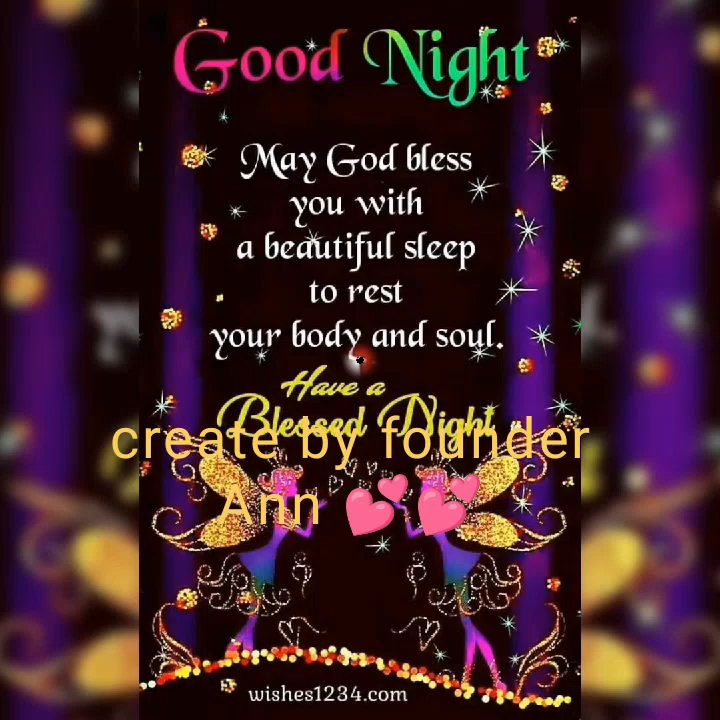 Good Night
May God bless
you with
a beautiful sleep
to rest
your body and soul.
Have a
Blessed Night
create by founder
Ann 💕 💕
wishes1234.com